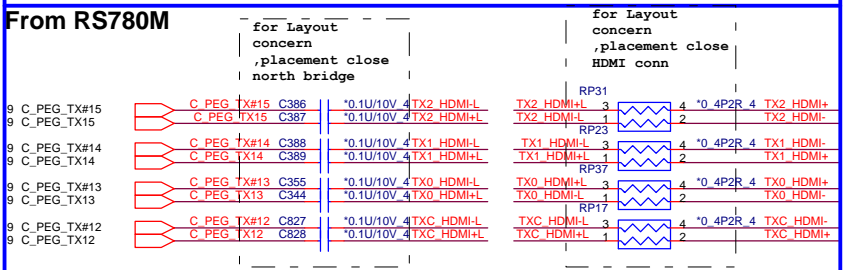 From RS780M
for Layout
concern
,placement close
north bridge
for Layout
concern
,placement close
HDMI conn
9 C_PEG_TX#15 C_PEG_TX#15 C386 *0.1U/10V_4 TX2_HDMI-L TX2_HDMI+L RP31 3 4 *0_4P2R_4 TX2_HDMI+
9 C_PEG_TX15 C_PEG_TX15 C387 *0.1U/10V_4 TX2_HDMI+L TX2_HDMI-L 1 2 TX2_HDMI-
9 C_PEG_TX#14 C_PEG_TX#14 C388 *0.1U/10V_4 TX1_HDMI-L TX1_HDMI-L RP23 3 4 *0_4P2R_4 TX1_HDMI-
9 C_PEG_TX14 C_PEG_TX14 C389 *0.1U/10V_4 TX1_HDMI+L TX1_HDMI+L 1 2 TX1_HDMI+
9 C_PEG_TX#13 C_PEG_TX#13 C355 *0.1U/10V_4 TX0_HDMI-L TX0_HDMI+L RP37 3 4 *0_4P2R_4 TX0_HDMI+
9 C_PEG_TX13 C_PEG_TX13 C344 *0.1U/10V_4 TX0_HDMI+L TX0_HDMI-L 1 2 TX0_HDMI-
9 C_PEG_TX#12 C_PEG_TX#12 C827 *0.1U/10V_4 TXC_HDMI-L TXC_HDMI-L RP17 3 4 *0_4P2R_4 TXC_HDMI-
9 C_PEG_TX12 C_PEG_TX12 C828 *0.1U/10V_4 TXC_HDMI+L TXC_HDMI+L 1 2 TXC_HDMI+